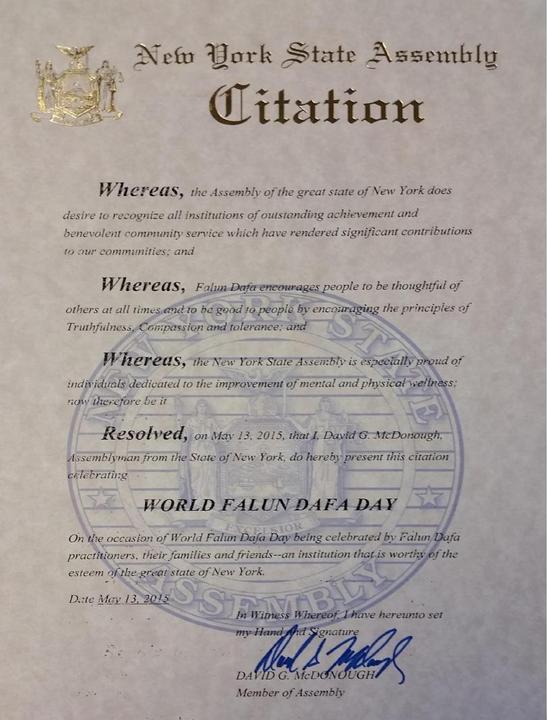 New York State Assembly
Citation
Whereas, the Assembly of the great state of New York does
desire to recognize all institutions of outstanding achievement and
benevolent community service which have rendered significant contributions
to our communities; and
Whereas, Falun Dafa encourages people to be thoughtful of
others at all times and to be good to people by encouraging the principles of
Truthfulness, Compassion and tolerance; and
Whereas, the New York State Assembly is especially proud of
individuals dedicated to the improvement of mental and physical wellness;
now therefore be it
Resolved, on May 13, 2015, that I, David G. McDonough,
Assemblyman from the State of New York, do hereby present this citation
celebrating
WORLD FALUN DAFA DAY
On the occasion of World Falun Dafa Day being celebrated by Falun Dafa
practitioners, their families and friends--an institution that is worthy of the
esteem of the great state of New York.
Date May 13, 2015
In Witness Whereof, I have hereunto set
my Hand and Signature
DAVID G. McDONOUGH
Member of Assembly
NEW YORK STATE
ASSEMBLY
EXCELSIOR